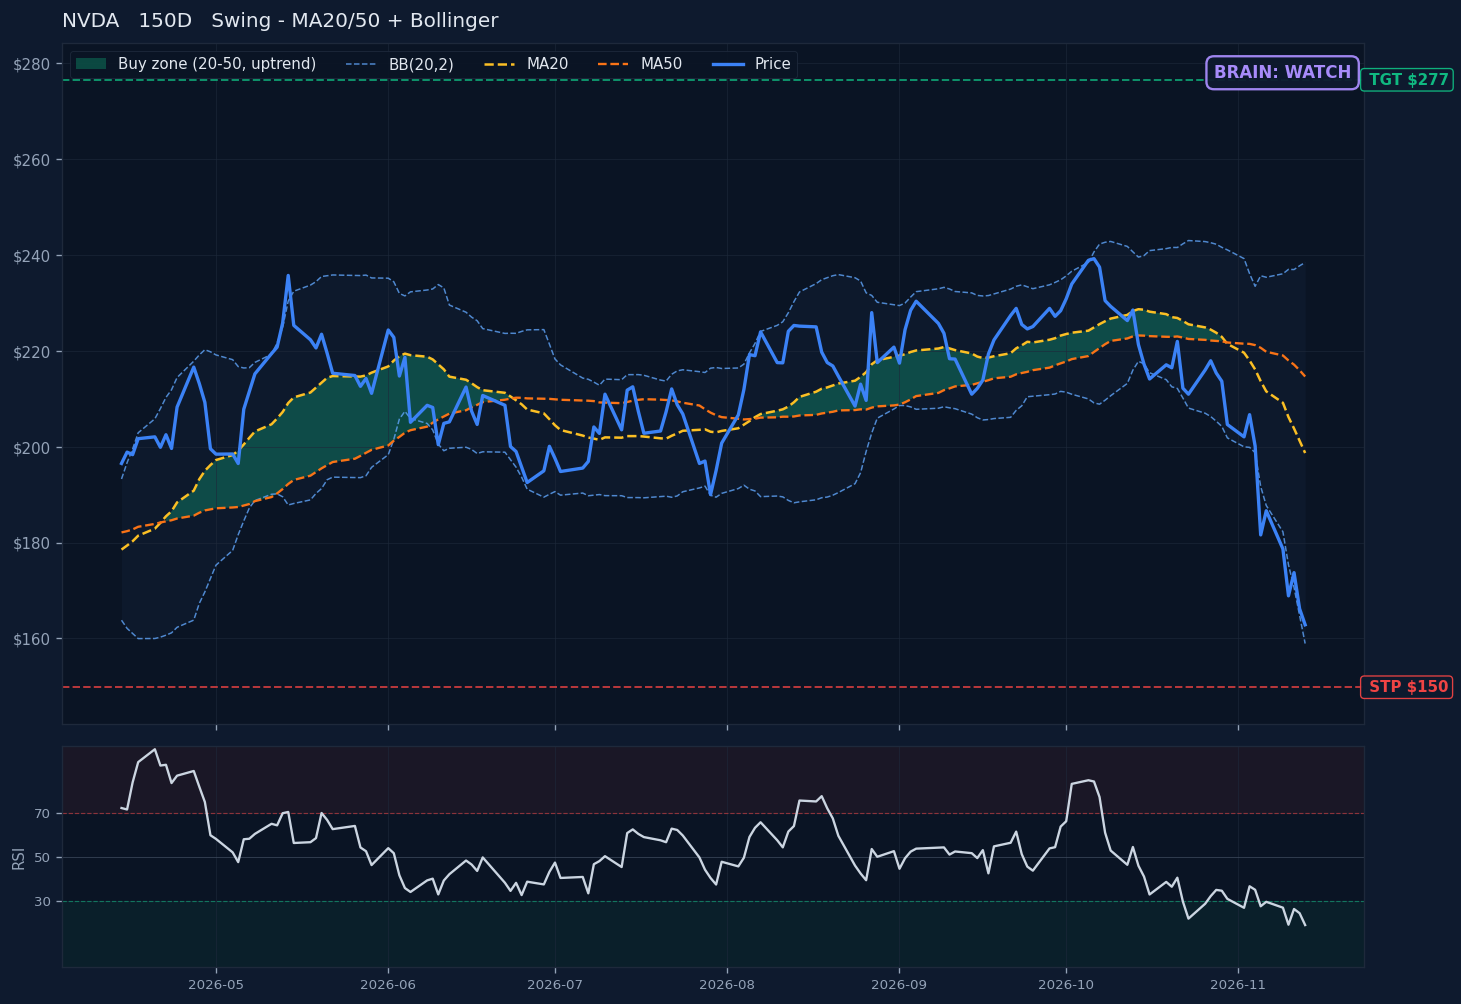 NVDA   150D   Swing - MA20/50 + Bollinger
Buy zone (20-50, uptrend)   BB(20,2)   MA20   MA50   Price
BRAIN: WATCH
TGT $277
$280
$260
$240
$220
$200
$180
$160
STP $150
RSI
70
50
30
2026-05   2026-06   2026-07   2026-08   2026-09   2026-10   2026-11